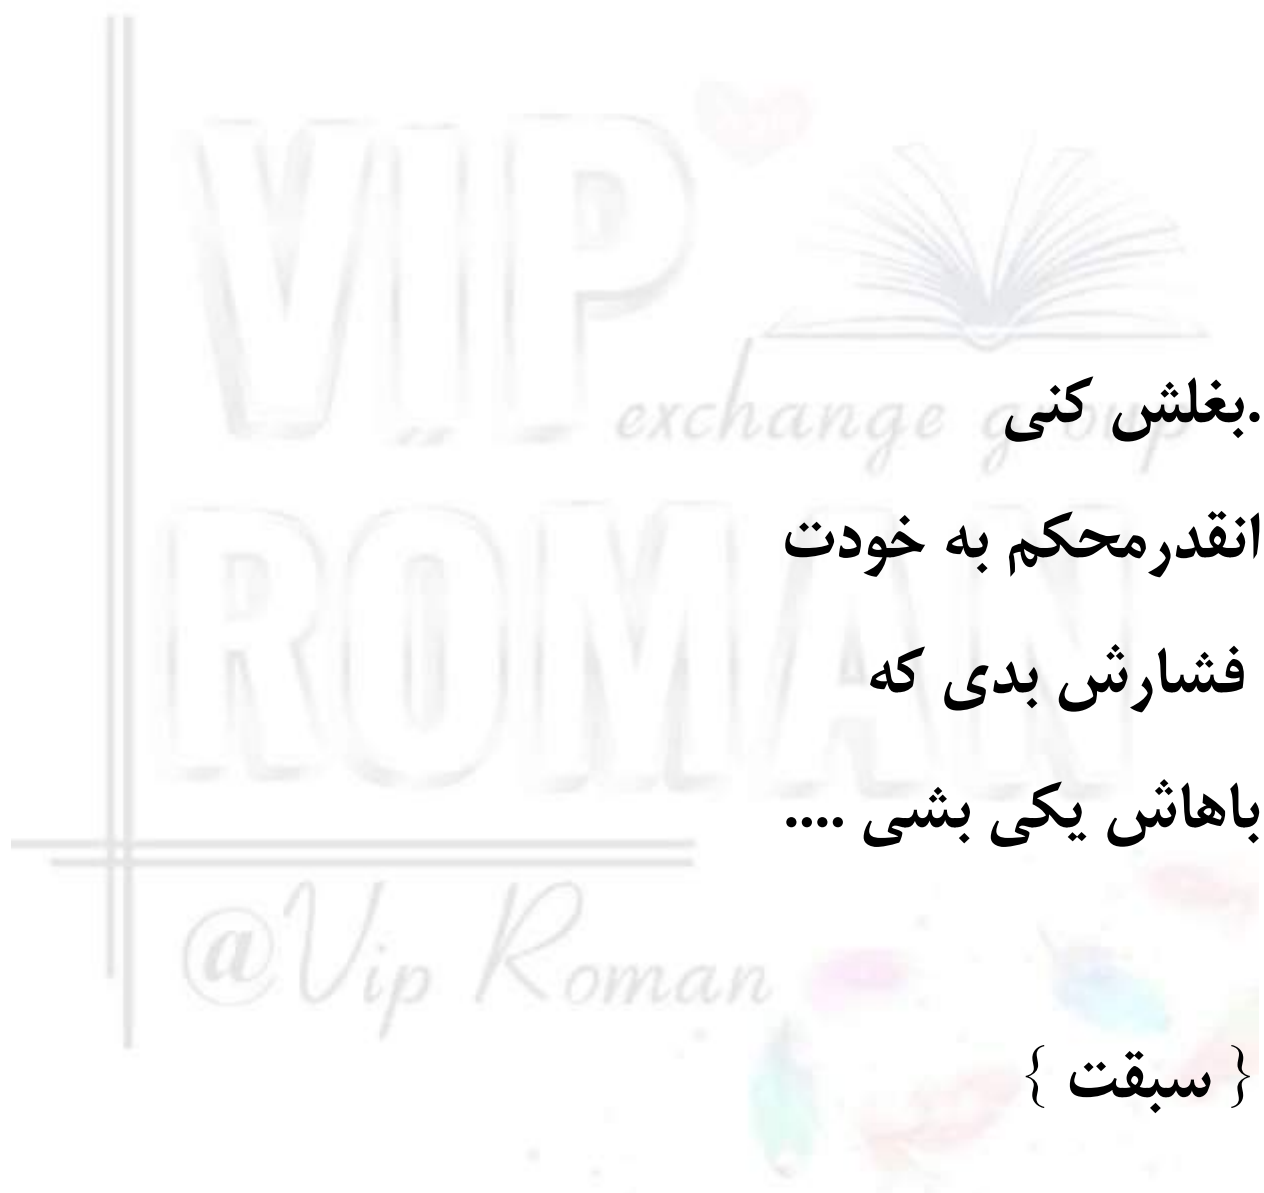 VIP
exchange group
ROMAN
@Vip Roman
.بغلش کنی
انقدرمحکم به خودت
فشارش بدی که
باهاش یکی بشی ....
{ سبقت }